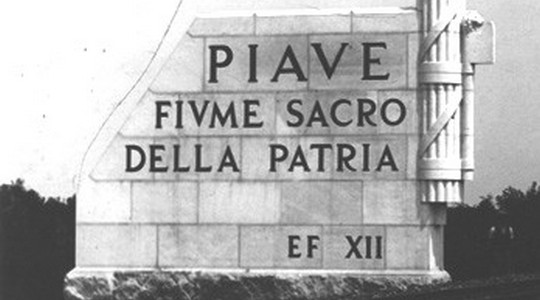 PIAVE
FIVME SACRO
DELLA PATRIA
EF XII